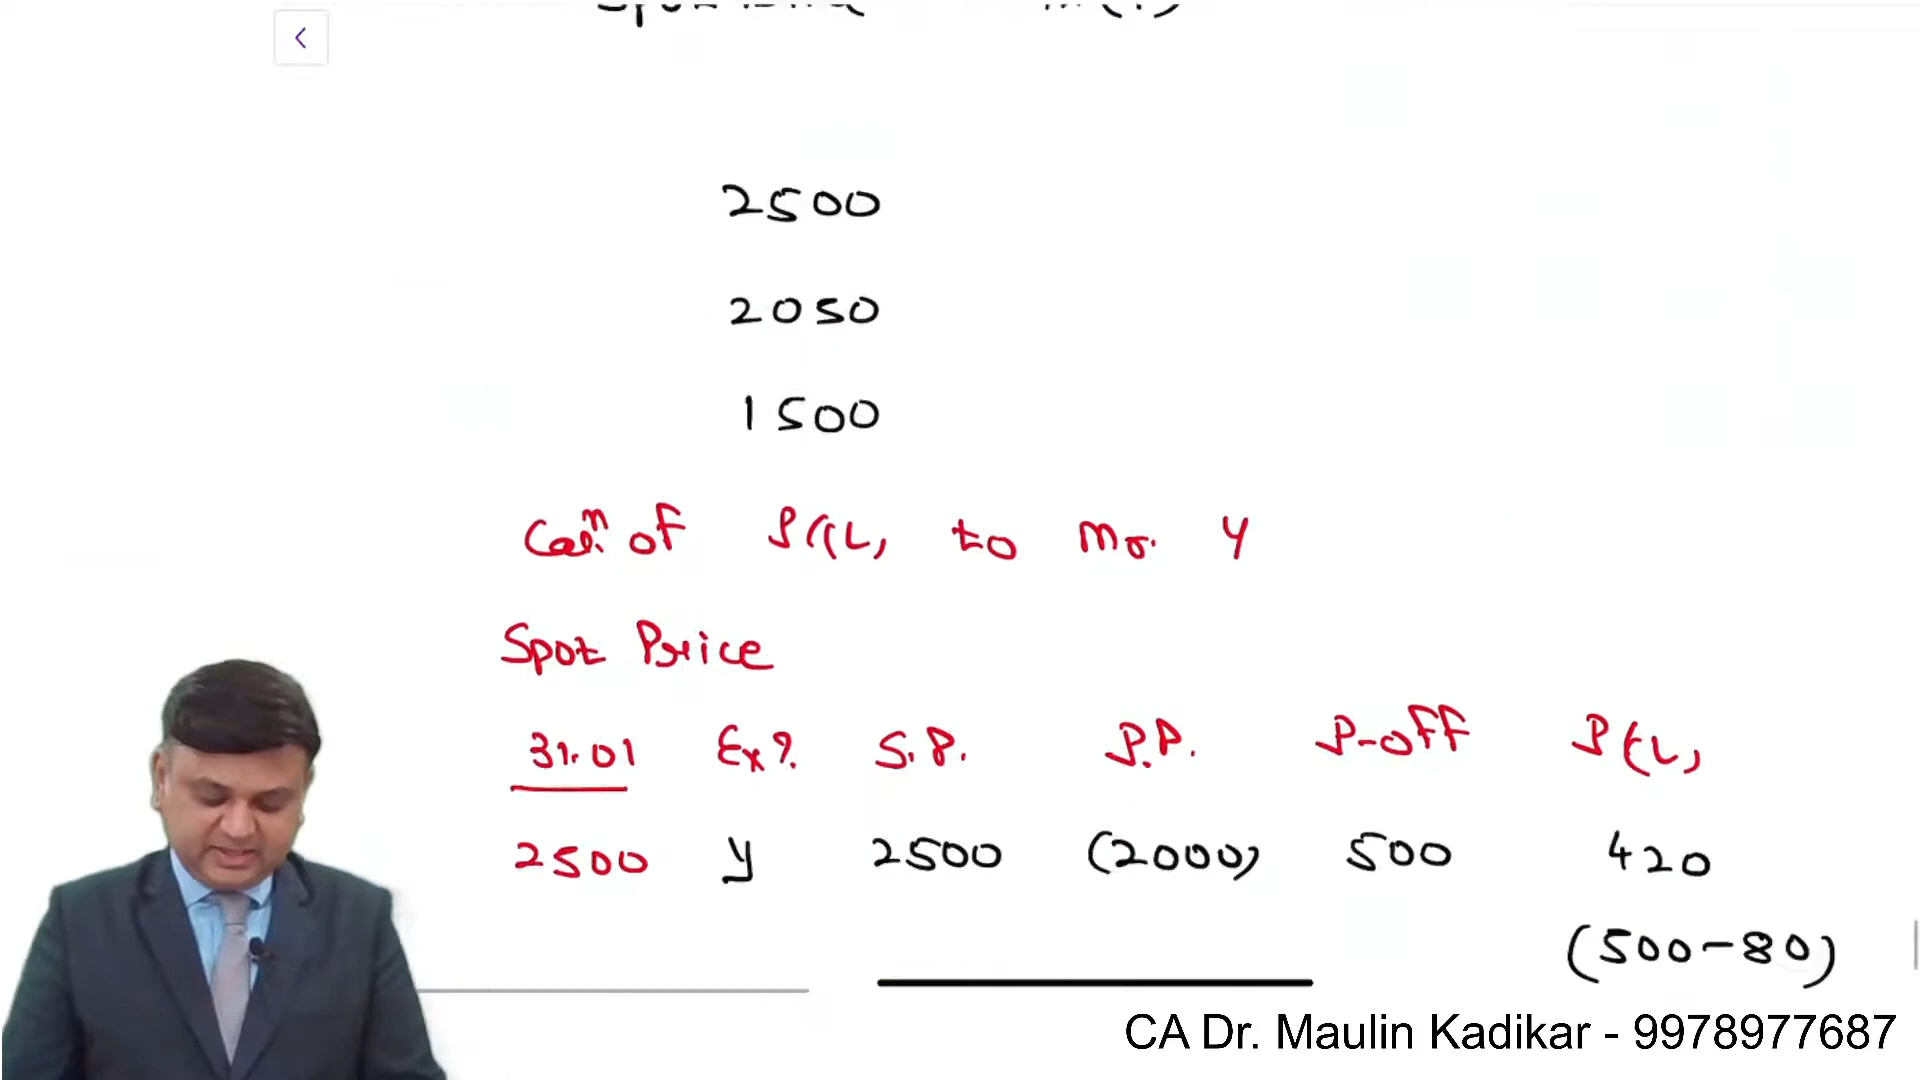 2500
2050
1500
Calⁿ of P(L) to Mr. Y
Spot Price
31.01 Ex? S.P. P.P. P-off P(L)
2500 y 2500 (2000) 500 420
(500-80)
CA Dr. Maulin Kadikar - 9978977687